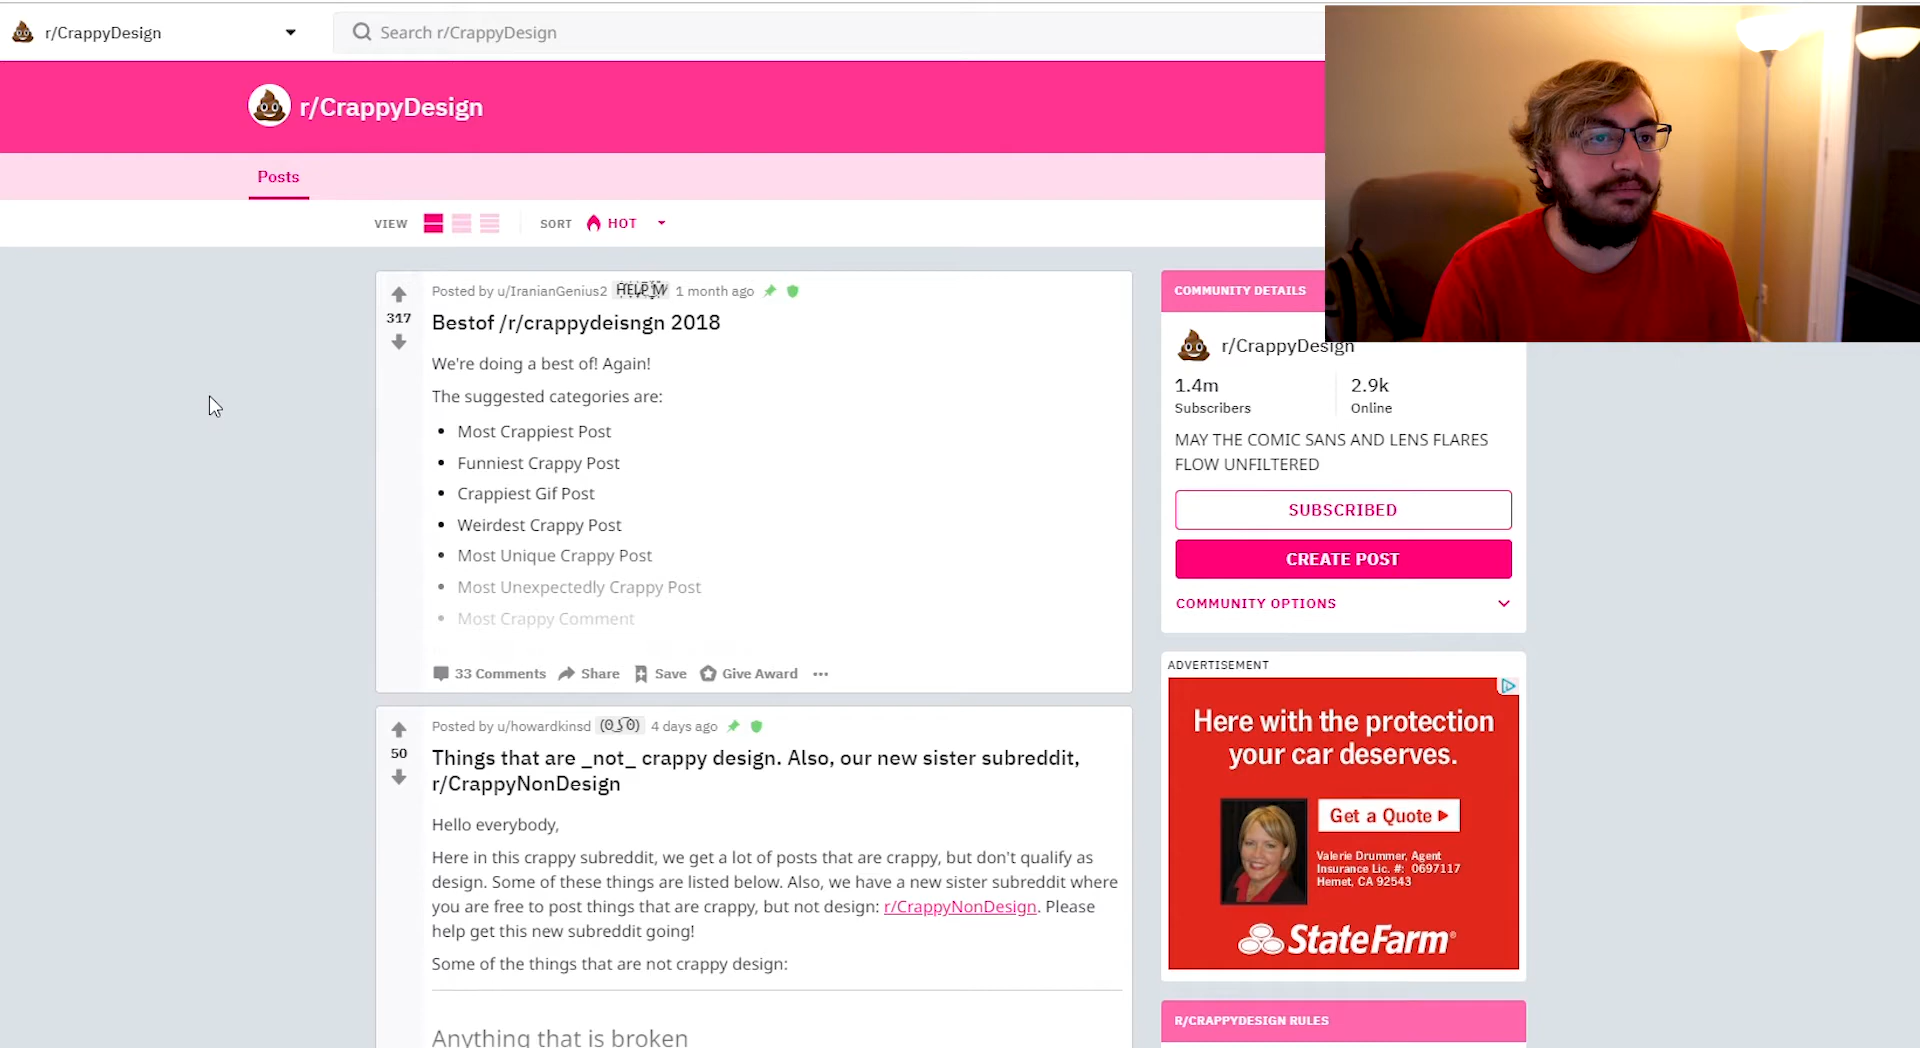 r/CrappyDesign
Search r/CrappyDesign
r/CrappyDesign
Posts
VIEW
SORT HOT
Posted by u/IranianGenius2 HELP M 1 month ago
317
Bestof /r/crappydeisngn 2018
We're doing a best of! Again!
The suggested categories are:
• Most Crappiest Post
• Funniest Crappy Post
• Crappiest Gif Post
• Weirdest Crappy Post
• Most Unique Crappy Post
• Most Unexpectedly Crappy Post
• Most Crappy Comment
33 Comments Share Save Give Award ...
Posted by u/howardkinsd 4 days ago
50
Things that are _not_ crappy design. Also, our new sister subreddit,
r/CrappyNonDesign
Hello everybody,
Here in this crappy subreddit, we get a lot of posts that are crappy, but don't qualify as
design. Some of these things are listed below. Also, we have a new sister subreddit where
you are free to post things that are crappy, but not design: r/CrappyNonDesign. Please
help get this new subreddit going!
Some of the things that are not crappy design:
Anything that is broken
COMMUNITY DETAILS
r/CrappyDesign
1.4m 2.9k
Subscribers Online
MAY THE COMIC SANS AND LENS FLARES
FLOW UNFILTERED
SUBSCRIBED
CREATE POST
COMMUNITY OPTIONS
ADVERTISEMENT
Here with the protection
your car deserves.
Get a Quote
Valerie Drummer, Agent
Insurance Lic. #: 0697117
Hemet, CA 92543
StateFarm®
R/CRAPPYDESIGN RULES